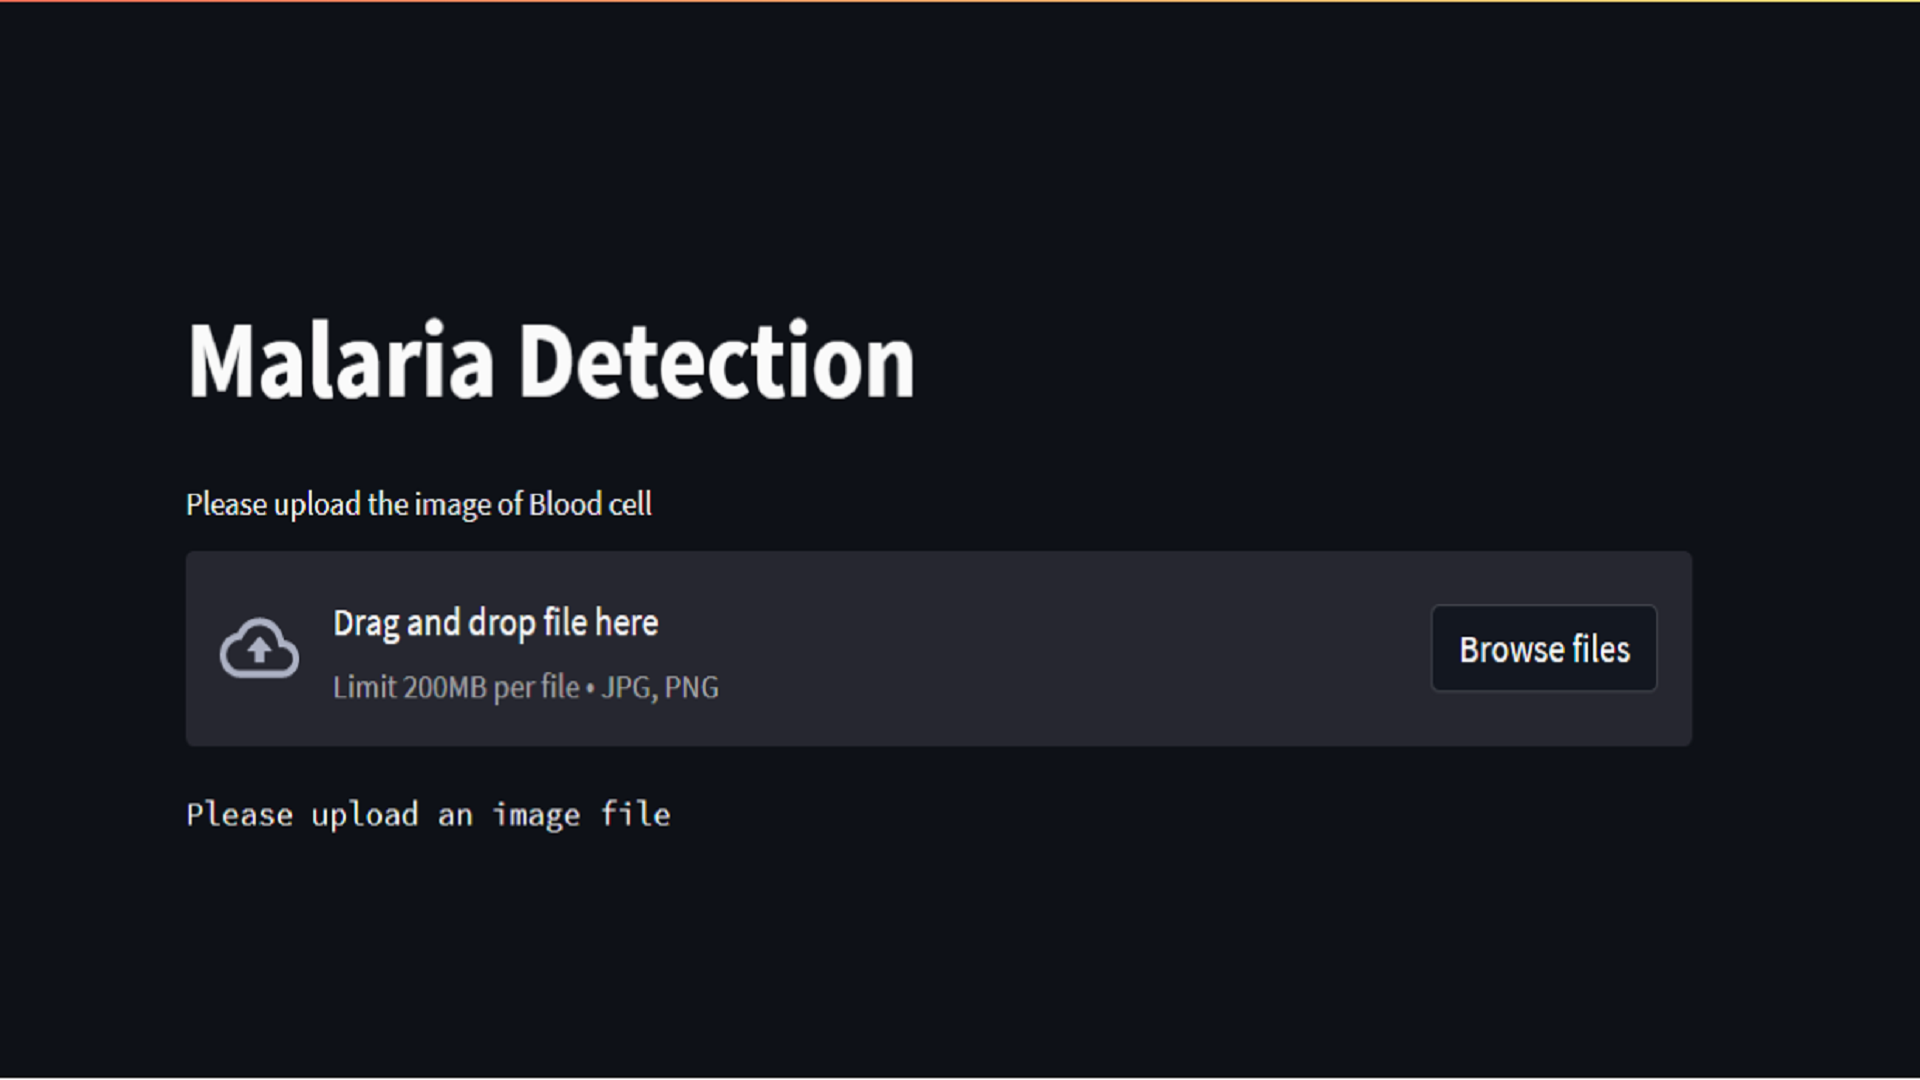 Malaria Detection
Please upload the image of Blood cell
Drag and drop file here
Limit 200MB per file • JPG, PNG
Browse files
Please upload an image file